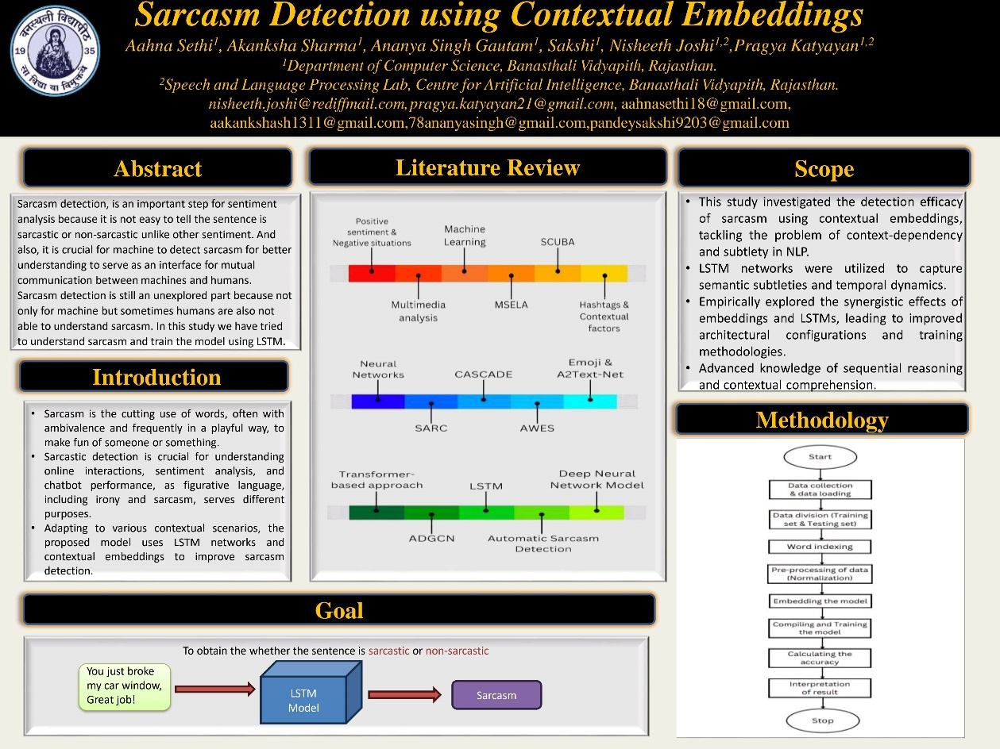 Sarcasm Detection using Contextual Embeddings
Aahna Sethi1, Akanksha Sharma1, Ananya Singh Gautam1, Sakshi1, Nisheeth Joshi1,2,Pragya Katyayan1,2
1Department of Computer Science, Banasthali Vidyapith, Rajasthan.
2Speech and Language Processing Lab, Centre for Artificial Intelligence, Banasthali Vidyapith, Rajasthan.
nisheeth.joshi@rediffmail.com,pragya.katyayan21@gmail.com, aahnasethi18@gmail.com,
aakankshash1311@gmail.com,78ananyasingh@gmail.com,pandeysakshi9203@gmail.com
वनस्थली विद्यापीठ
19 35
सा विद्या या विमुक्तये
Abstract
Sarcasm detection, is an important step for sentiment
analysis because it is not easy to tell the sentence is
sarcastic or non-sarcastic unlike other sentiment. And
also, it is crucial for machine to detect sarcasm for better
understanding to serve as an interface for mutual
communication between machines and humans.
Sarcasm detection is still an unexplored part because not
only for machine but sometimes humans are also not
able to understand sarcasm. In this study we have tried
to understand sarcasm and train the model using LSTM.
Introduction
• Sarcasm is the cutting use of words, often with
ambivalence and frequently in a playful way, to
make fun of someone or something.
• Sarcastic detection is crucial for understanding
online interactions, sentiment analysis, and
chatbot performance, as figurative language,
including irony and sarcasm, serves different
purposes.
• Adapting to various contextual scenarios, the
proposed model uses LSTM networks and
contextual embeddings to improve sarcasm
detection.
Literature Review
Positive
sentiment &
Negative situations
Machine
Learning
SCUBA
Multimedia
analysis
MSELA
Hashtags &
Contextual
factors
Neural
Networks
CASCADE
Emoji &
A2Text-Net
SARC
AWES
Transformer-
based approach
LSTM
Deep Neural
Network Model
ADGCN
Automatic Sarcasm
Detection
Scope
• This study investigated the detection efficacy
of sarcasm using contextual embeddings,
tackling the problem of context-dependency
and subtlety in NLP.
• LSTM networks were utilized to capture
semantic subtleties and temporal dynamics.
• Empirically explored the synergistic effects of
embeddings and LSTMs, leading to improved
architectural configurations and training
methodologies.
• Advanced knowledge of sequential reasoning
and contextual comprehension.
Methodology
Start
Data collection
& data loading
Data division (Training
set & Testing set)
Word indexing
Pre-processing of data
(Normalization)
Embedding the model
Compiling and Training
the model
Calculating the
accuracy
Interpretation
of result
Stop
Goal
To obtain the whether the sentence is sarcastic or non-sarcastic
You just broke
my car window,
Great job!
LSTM
Model
Sarcasm